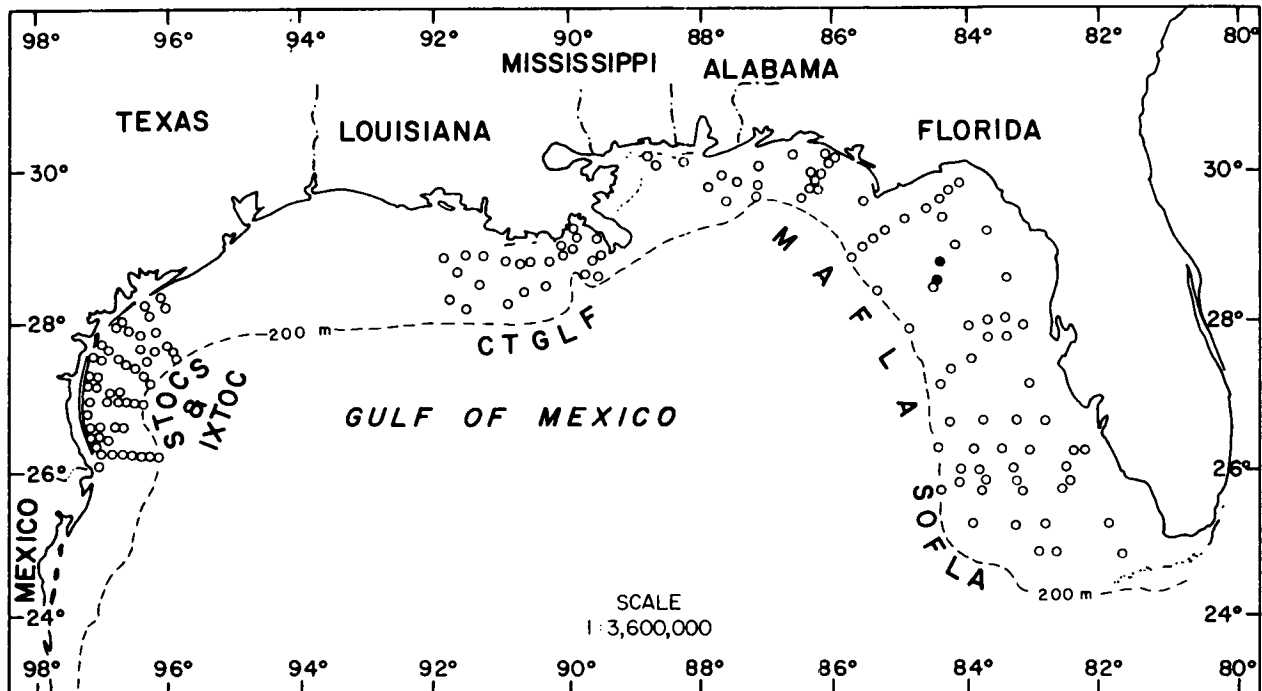 98° 96° 94° 92° 90° 88° 86° 84° 82° 80°
MISSISSIPPI
ALABAMA
TEXAS
LOUISIANA
FLORIDA
30° 30°
MAFLA
28° 28°
200 m
CTGLF
STOCS
&
IXTOC
GULF OF MEXICO
26° 26°
SOFLA
MEXICO
200 m
SCALE
1:3,600,000
24° 24°
98° 96° 94° 92° 90° 88° 86° 84° 82° 80°